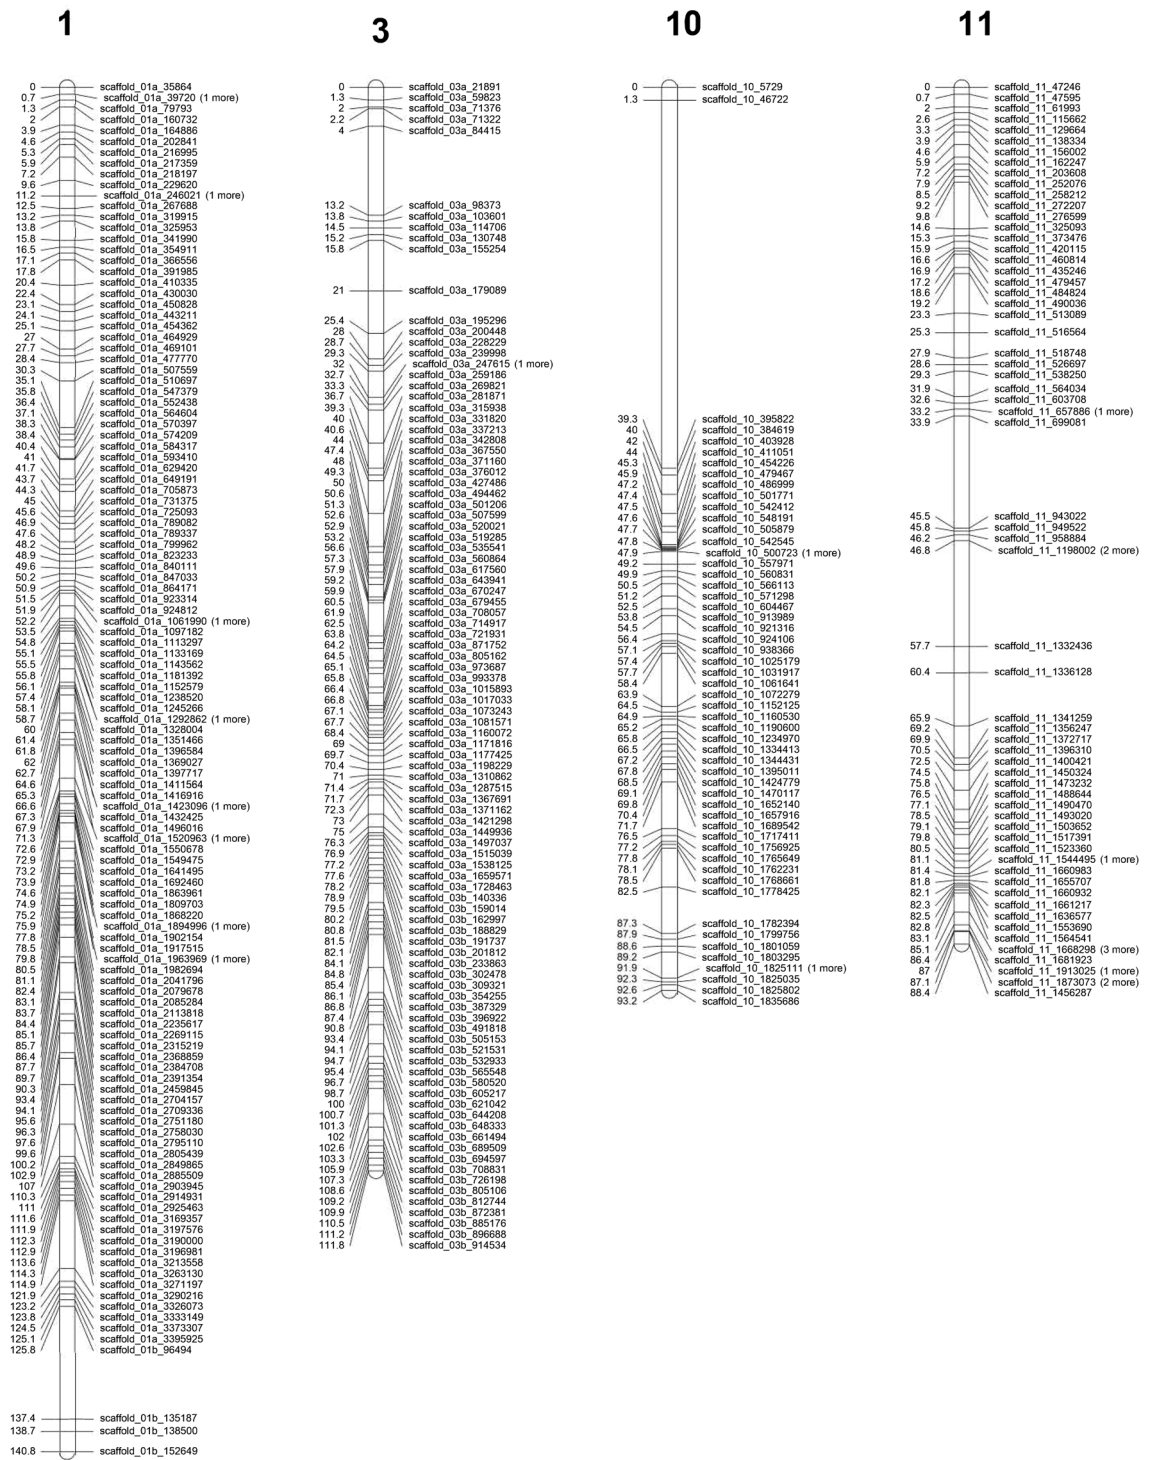 1
0 scaffold_01a_35864
0.7 scaffold_01a_39720 (1 more)
1.3 scaffold_01a_79793
2 scaffold_01a_160732
3.9 scaffold_01a_164886
4.6 scaffold_01a_202841
5.3 scaffold_01a_216995
5.9 scaffold_01a_217359
7.2 scaffold_01a_218197
9.6 scaffold_01a_229620
11.2 scaffold_01a_246021 (1 more)
12.5 scaffold_01a_267688
13.2 scaffold_01a_319915
13.8 scaffold_01a_325953
15.8 scaffold_01a_341990
16.5 scaffold_01a_354911
17.1 scaffold_01a_366556
17.8 scaffold_01a_391985
20.4 scaffold_01a_410335
22.4 scaffold_01a_430030
23.1 scaffold_01a_450828
24.1 scaffold_01a_443211
25.1 scaffold_01a_454362
27 scaffold_01a_464929
27.7 scaffold_01a_469101
28.4 scaffold_01a_477770
30.3 scaffold_01a_507559
35.1 scaffold_01a_510697
35.8 scaffold_01a_547379
36.4 scaffold_01a_552438
37.1 scaffold_01a_564604
38.3 scaffold_01a_570397
38.4 scaffold_01a_574209
40.4 scaffold_01a_584317
41 scaffold_01a_593410
41.7 scaffold_01a_629420
43.7 scaffold_01a_649191
44.3 scaffold_01a_705873
45 scaffold_01a_731375
45.6 scaffold_01a_725093
46.9 scaffold_01a_789082
47.6 scaffold_01a_789337
48.2 scaffold_01a_799962
48.9 scaffold_01a_823233
49.6 scaffold_01a_840111
50.2 scaffold_01a_847033
50.9 scaffold_01a_864171
51.5 scaffold_01a_923314
51.9 scaffold_01a_924812
52.2 scaffold_01a_1061990 (1 more)
53.5 scaffold_01a_1097182
54.8 scaffold_01a_1113297
55.1 scaffold_01a_1133169
55.5 scaffold_01a_1143562
55.8 scaffold_01a_1181392
56.1 scaffold_01a_1152579
57.4 scaffold_01a_1238520
58.1 scaffold_01a_1245266
58.7 scaffold_01a_1292862 (1 more)
60 scaffold_01a_1328004
61.4 scaffold_01a_1351466
61.8 scaffold_01a_1396584
62 scaffold_01a_1369027
62.7 scaffold_01a_1397717
64.6 scaffold_01a_1411564
65.3 scaffold_01a_1416916
66.6 scaffold_01a_1423096 (1 more)
67.3 scaffold_01a_1432425
67.9 scaffold_01a_1496016
71.3 scaffold_01a_1520963 (1 more)
72.6 scaffold_01a_1550678
72.9 scaffold_01a_1549475
73.2 scaffold_01a_1641495
73.9 scaffold_01a_1692460
74.6 scaffold_01a_1863961
74.9 scaffold_01a_1809703
75.2 scaffold_01a_1868220
75.9 scaffold_01a_1894996 (1 more)
77.8 scaffold_01a_1902154
78.5 scaffold_01a_1917515
79.8 scaffold_01a_1963969 (1 more)
80.5 scaffold_01a_1982694
81.1 scaffold_01a_2041796
82.4 scaffold_01a_2079678
83.1 scaffold_01a_2085284
83.7 scaffold_01a_2113818
84.4 scaffold_01a_2235617
85.1 scaffold_01a_2269115
85.7 scaffold_01a_2315219
86.4 scaffold_01a_2368859
87.7 scaffold_01a_2384708
89.7 scaffold_01a_2391354
90.3 scaffold_01a_2459845
93.4 scaffold_01a_2704157
94.1 scaffold_01a_2709336
95.6 scaffold_01a_2751180
96.3 scaffold_01a_2758030
97.6 scaffold_01a_2795110
99.6 scaffold_01a_2805439
100.2 scaffold_01a_2849865
102.9 scaffold_01a_2885509
107 scaffold_01a_2903945
110.3 scaffold_01a_2914931
111 scaffold_01a_2925463
111.6 scaffold_01a_3169357
111.9 scaffold_01a_3197576
112.3 scaffold_01a_3190000
112.9 scaffold_01a_3196981
113.6 scaffold_01a_3213558
114.3 scaffold_01a_3263130
114.9 scaffold_01a_3271197
121.9 scaffold_01a_3290216
123.2 scaffold_01a_3326073
123.8 scaffold_01a_3333149
124.5 scaffold_01a_3373307
125.1 scaffold_01a_3395925
125.8 scaffold_01b_96494
137.4 scaffold_01b_135187
138.7 scaffold_01b_138500
140.8 scaffold_01b_152649
3
0 scaffold_03a_21891
1.3 scaffold_03a_59823
2 scaffold_03a_71376
2.2 scaffold_03a_71322
4 scaffold_03a_84415
13.2 scaffold_03a_98373
13.8 scaffold_03a_103601
14.5 scaffold_03a_114706
15.2 scaffold_03a_130748
15.8 scaffold_03a_155254
21 scaffold_03a_179089
25.4 scaffold_03a_195296
28 scaffold_03a_200448
28.7 scaffold_03a_228229
29.3 scaffold_03a_239998
32 scaffold_03a_247615 (1 more)
32.7 scaffold_03a_259186
33.3 scaffold_03a_269821
36.7 scaffold_03a_281871
39.3 scaffold_03a_315938
40 scaffold_03a_331820
40.6 scaffold_03a_337213
44 scaffold_03a_342808
47.4 scaffold_03a_367550
48 scaffold_03a_371160
49.3 scaffold_03a_376012
50 scaffold_03a_427486
50.6 scaffold_03a_494462
51.3 scaffold_03a_501206
52.6 scaffold_03a_507599
52.9 scaffold_03a_520021
53.2 scaffold_03a_519285
56.6 scaffold_03a_535541
57.3 scaffold_03a_560864
57.9 scaffold_03a_617560
59.2 scaffold_03a_643941
59.9 scaffold_03a_670247
60.5 scaffold_03a_679455
61.9 scaffold_03a_708057
62.5 scaffold_03a_714917
63.8 scaffold_03a_721931
64.2 scaffold_03a_871752
64.5 scaffold_03a_805162
65.1 scaffold_03a_973687
65.8 scaffold_03a_993378
66.4 scaffold_03a_1015893
66.8 scaffold_03a_1017033
67.1 scaffold_03a_1073243
67.7 scaffold_03a_1081571
68.4 scaffold_03a_1160072
69 scaffold_03a_1171816
69.7 scaffold_03a_1177425
70.4 scaffold_03a_1198229
71 scaffold_03a_1310862
71.4 scaffold_03a_1287515
71.7 scaffold_03a_1367691
72.3 scaffold_03a_1371162
73 scaffold_03a_1421298
75 scaffold_03a_1449936
76.3 scaffold_03a_1497037
76.9 scaffold_03a_1515039
77.2 scaffold_03a_1538125
77.6 scaffold_03a_1659571
78.2 scaffold_03a_1728463
78.9 scaffold_03b_140336
79.5 scaffold_03b_159014
80.2 scaffold_03b_162997
80.8 scaffold_03b_188829
81.5 scaffold_03b_191737
82.1 scaffold_03b_201812
84.1 scaffold_03b_233863
84.8 scaffold_03b_302478
85.4 scaffold_03b_309321
86.1 scaffold_03b_354255
86.8 scaffold_03b_387329
87.4 scaffold_03b_396922
90.8 scaffold_03b_491818
93.4 scaffold_03b_505153
94.1 scaffold_03b_521531
94.7 scaffold_03b_532933
95.4 scaffold_03b_565548
96.7 scaffold_03b_580520
98.7 scaffold_03b_605217
100 scaffold_03b_621042
100.7 scaffold_03b_644208
101.3 scaffold_03b_648333
102 scaffold_03b_661494
102.6 scaffold_03b_689509
103.3 scaffold_03b_694597
105.9 scaffold_03b_708831
107.3 scaffold_03b_726198
108.6 scaffold_03b_805106
109.2 scaffold_03b_812744
109.9 scaffold_03b_872381
110.5 scaffold_03b_885176
111.2 scaffold_03b_896688
111.8 scaffold_03b_914534
10
0 scaffold_10_5729
1.3 scaffold_10_46722
39.3 scaffold_10_395822
40 scaffold_10_384619
42 scaffold_10_403928
44 scaffold_10_411051
45.3 scaffold_10_454226
45.9 scaffold_10_479467
47.2 scaffold_10_486999
47.4 scaffold_10_501771
47.5 scaffold_10_542412
47.6 scaffold_10_548191
47.7 scaffold_10_505879
47.8 scaffold_10_542545
47.9 scaffold_10_500723 (1 more)
49.2 scaffold_10_557971
49.9 scaffold_10_560831
50.5 scaffold_10_566113
51.2 scaffold_10_571298
52.5 scaffold_10_604467
53.8 scaffold_10_913989
54.5 scaffold_10_921316
56.4 scaffold_10_924106
57.1 scaffold_10_938366
57.4 scaffold_10_1025179
57.7 scaffold_10_1031917
58.4 scaffold_10_1061641
63.9 scaffold_10_1072279
64.5 scaffold_10_1152125
64.9 scaffold_10_1160530
65.2 scaffold_10_1190600
65.8 scaffold_10_1234970
66.5 scaffold_10_1334413
67.2 scaffold_10_1344431
67.8 scaffold_10_1395011
68.5 scaffold_10_1424779
69.1 scaffold_10_1470117
69.8 scaffold_10_1652140
70.4 scaffold_10_1657916
71.7 scaffold_10_1689542
76.5 scaffold_10_1717411
77.2 scaffold_10_1756925
77.8 scaffold_10_1765649
78.1 scaffold_10_1762231
78.5 scaffold_10_1768661
82.5 scaffold_10_1778425
87.3 scaffold_10_1782394
87.9 scaffold_10_1799756
88.6 scaffold_10_1801059
89.2 scaffold_10_1803295
91.9 scaffold_10_1825111 (1 more)
92.3 scaffold_10_1825035
92.6 scaffold_10_1825802
93.2 scaffold_10_1835686
11
0 scaffold_11_47246
0.7 scaffold_11_47595
2 scaffold_11_61993
2.6 scaffold_11_115662
3.3 scaffold_11_129664
3.9 scaffold_11_138334
4.6 scaffold_11_156002
5.9 scaffold_11_162247
7.2 scaffold_11_203608
7.9 scaffold_11_252076
8.5 scaffold_11_258212
9.2 scaffold_11_272207
9.8 scaffold_11_276599
14.6 scaffold_11_325093
15.3 scaffold_11_373476
15.9 scaffold_11_420115
16.6 scaffold_11_460814
16.9 scaffold_11_435246
17.2 scaffold_11_479457
18.6 scaffold_11_484824
19.2 scaffold_11_490036
23.3 scaffold_11_513089
25.3 scaffold_11_516564
27.9 scaffold_11_518748
28.6 scaffold_11_526697
29.3 scaffold_11_538250
31.9 scaffold_11_564034
32.6 scaffold_11_603708
33.2 scaffold_11_657886 (1 more)
33.9 scaffold_11_699081
45.5 scaffold_11_943022
45.8 scaffold_11_949522
46.2 scaffold_11_958884
46.8 scaffold_11_1198002 (2 more)
57.7 scaffold_11_1332436
60.4 scaffold_11_1336128
65.9 scaffold_11_1341259
69.2 scaffold_11_1356247
69.9 scaffold_11_1372717
70.5 scaffold_11_1396310
72.5 scaffold_11_1400421
74.5 scaffold_11_1450324
75.8 scaffold_11_1473232
76.5 scaffold_11_1488644
77.1 scaffold_11_1490470
78.5 scaffold_11_1493020
79.1 scaffold_11_1503652
79.8 scaffold_11_1517391
80.5 scaffold_11_1523360
81.1 scaffold_11_1544495 (1 more)
81.4 scaffold_11_1660983
81.8 scaffold_11_1655707
82.1 scaffold_11_1660932
82.3 scaffold_11_1661217
82.5 scaffold_11_1636577
82.8 scaffold_11_1553690
83.1 scaffold_11_1564541
85.1 scaffold_11_1668298 (3 more)
86.4 scaffold_11_1681923
87 scaffold_11_1913025 (1 more)
87.1 scaffold_11_1873073 (2 more)
88.4 scaffold_11_1456287